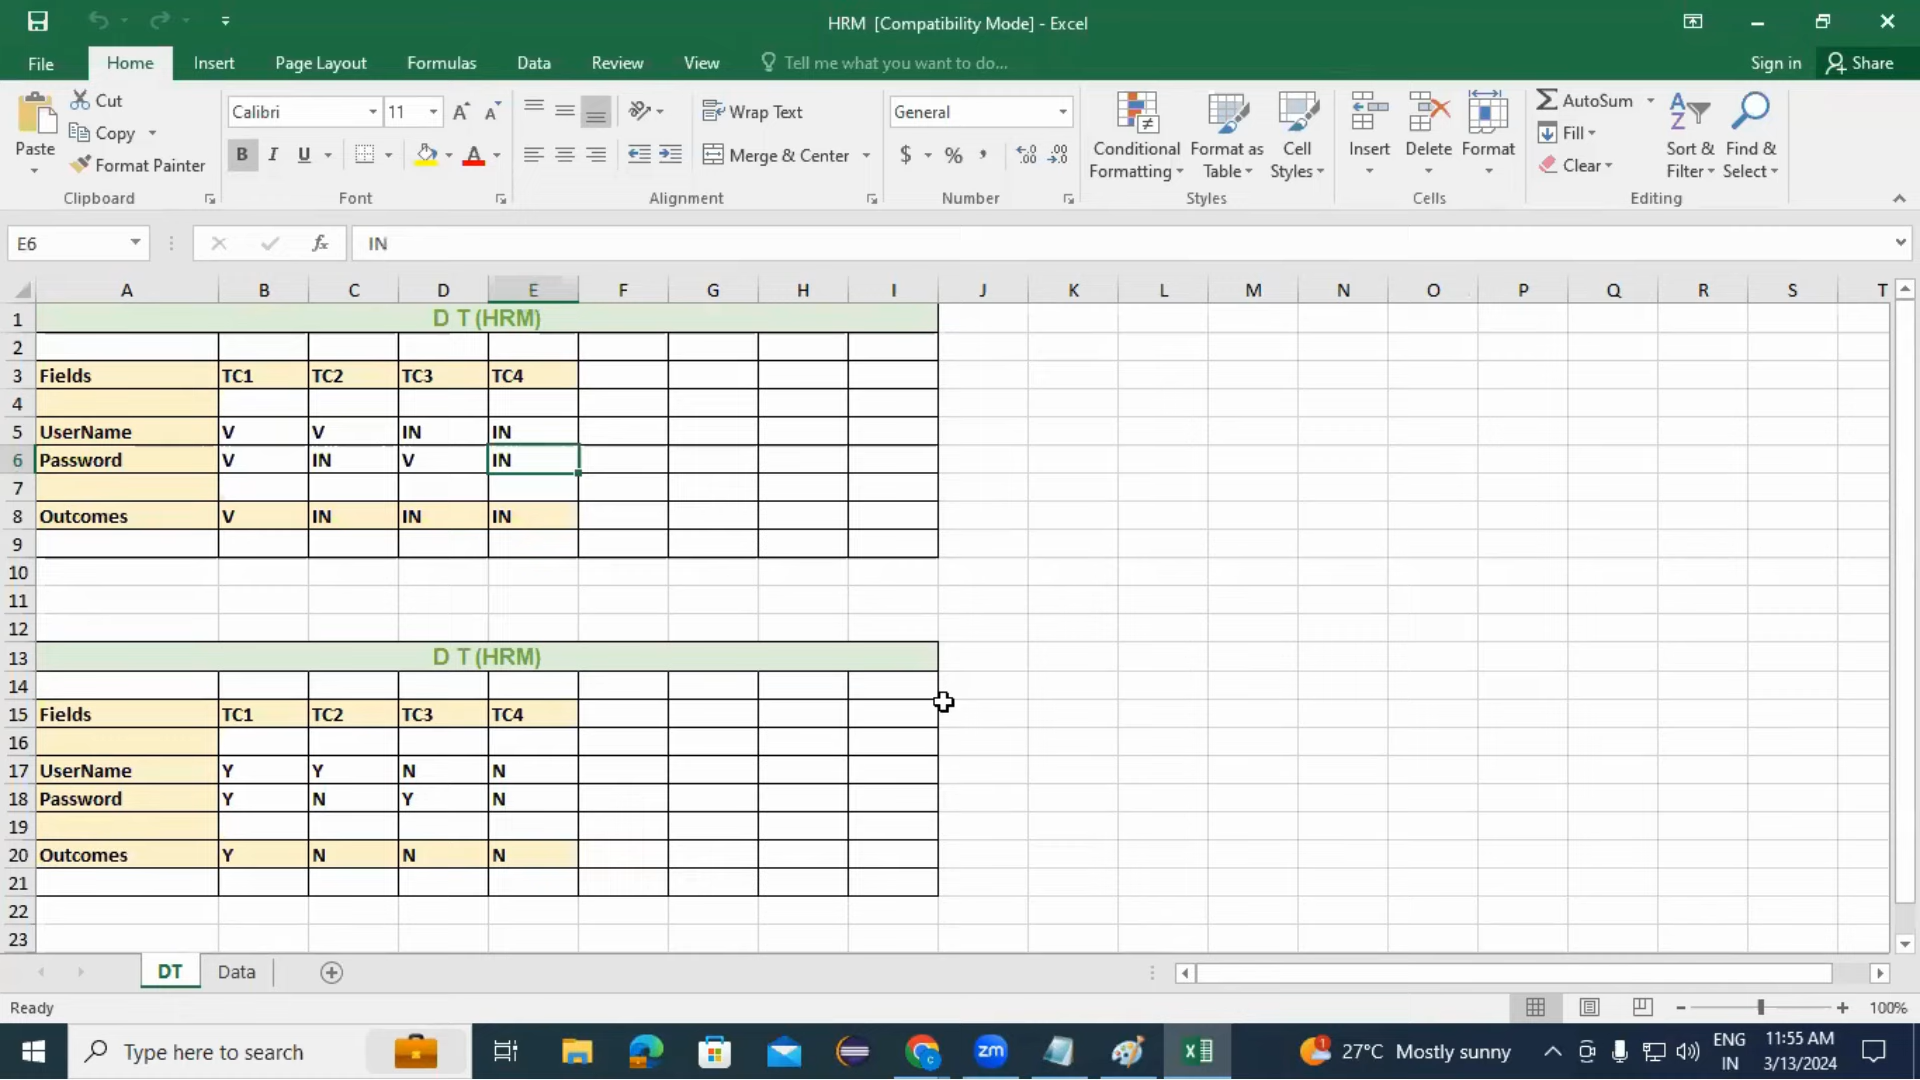 HRM [Compatibility Mode] - Excel
File Home Insert Page Layout Formulas Data Review View Tell me what you want to do... Sign in Share
Paste
Cut
Copy
Format Painter
Clipboard
Calibri 11
B I U
Font
Wrap Text
Merge & Center
Alignment
General
$ % ,
Number
Conditional Formatting
Format as Table
Cell Styles
Styles
Insert
Delete
Format
Cells
AutoSum
Fill
Clear
Sort & Filter
Find & Select
Editing
E6 fx IN
A B C D E F G H I J K L M N O P Q R S T
1 D T (HRM)
2
3 Fields TC1 TC2 TC3 TC4
4
5 UserName V V IN IN
6 Password V IN V IN
7
8 Outcomes V IN IN IN
9
10
11
12
13 D T (HRM)
14
15 Fields TC1 TC2 TC3 TC4
16
17 UserName Y Y N N
18 Password Y N Y N
19
20 Outcomes Y N N N
21
22
23
DT Data
Ready 100%
Type here to search zm 27°C Mostly sunny ENG IN 11:55 AM 3/13/2024